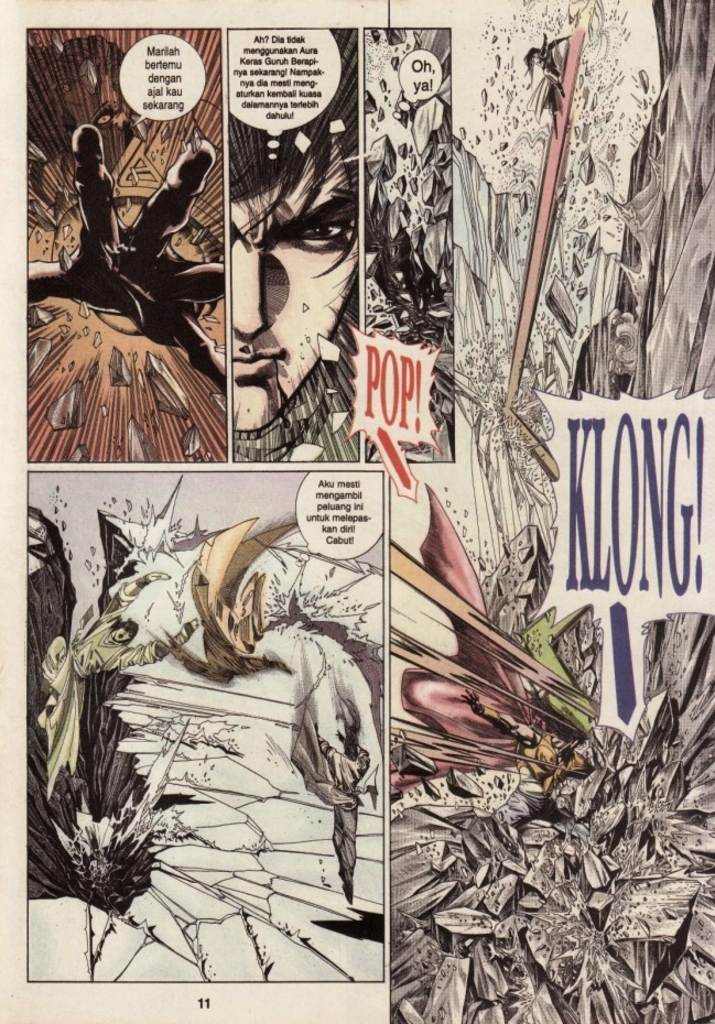 Marilah
bertemu
dengan
ajal kau
sekarang
Ah? Dia tidak
menggunakan Aura
Keras Guruh Berapi-
nya sekarang! Nampak-
nya dia mesti meng-
aturkan kembali kuasa
dalamannya terlebih
dahulu!
Oh,
ya!
POP!
KLONG!
Aku mesti
mengambil
peluang ini
untuk melepas-
kan diri!
Cabut!
11